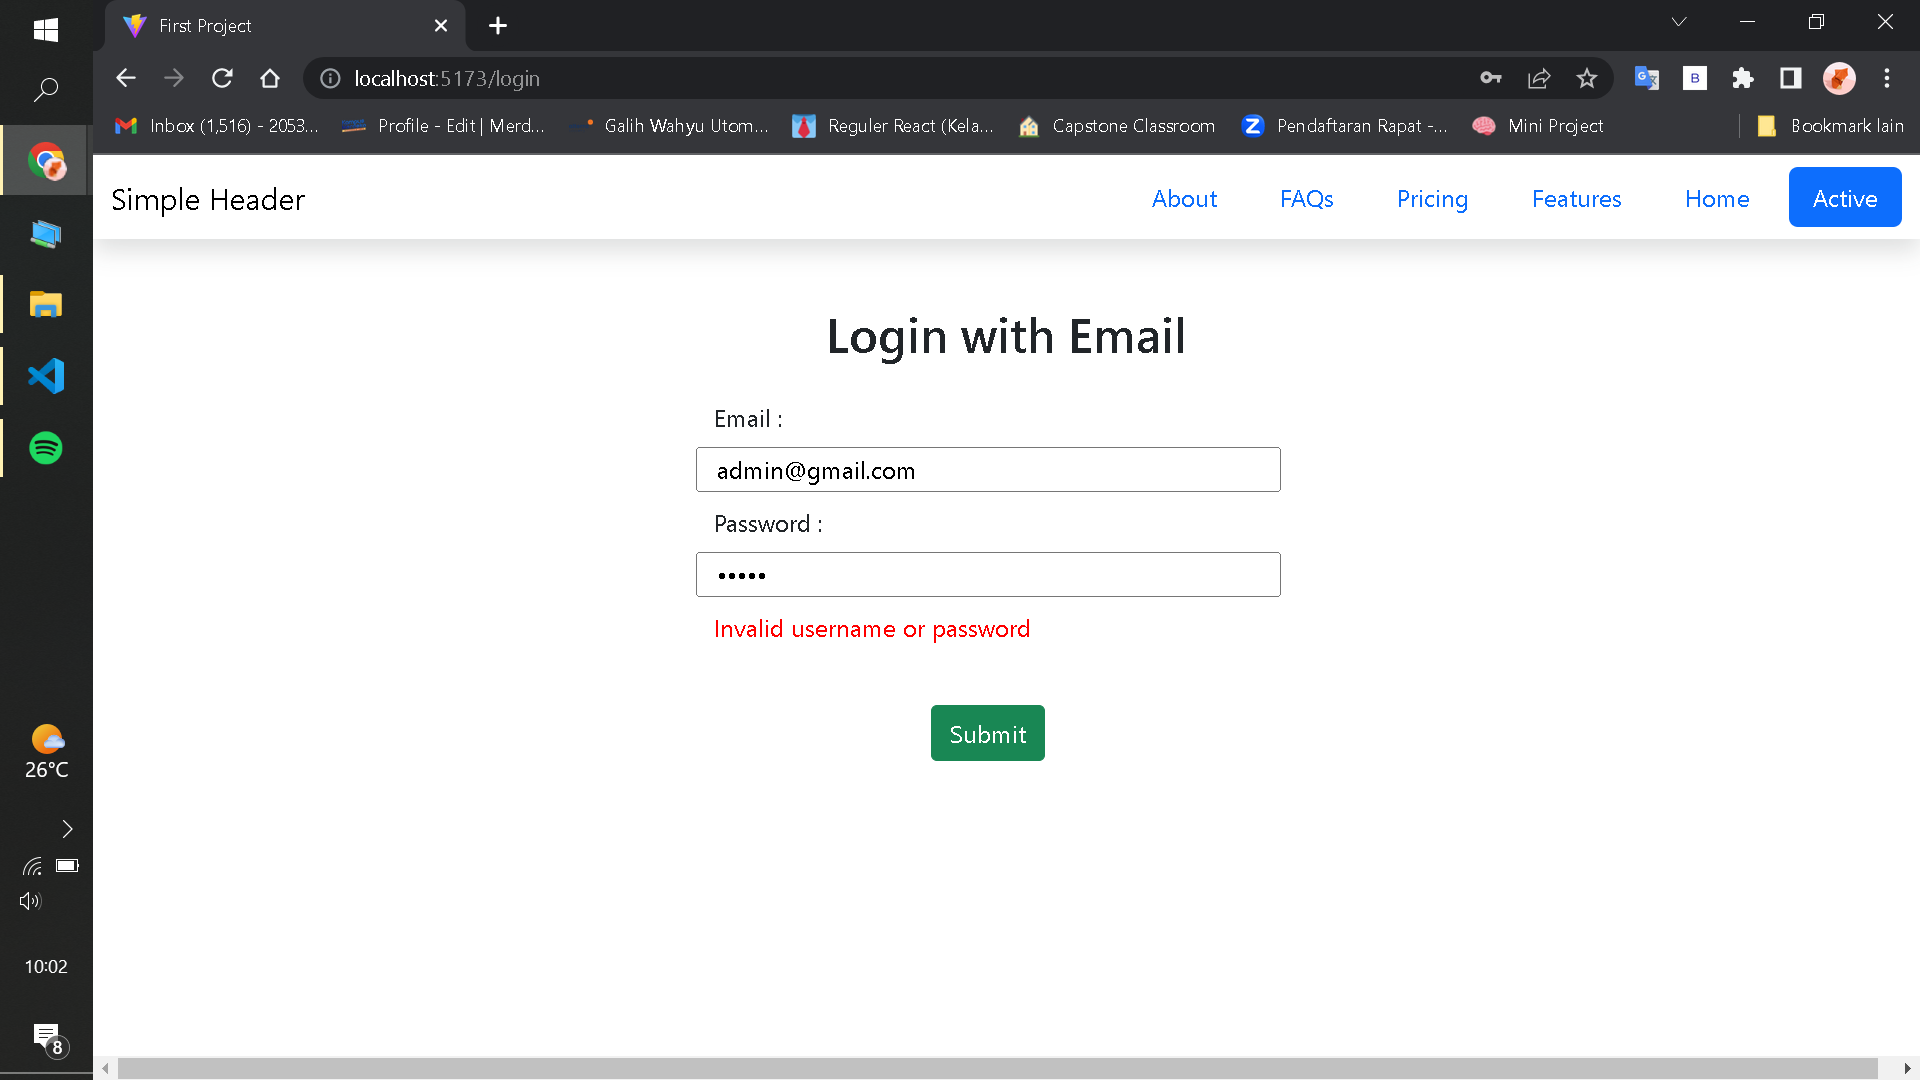 First Project
localhost:5173/login
Inbox (1,516) - 2053...
Profile - Edit | Merd...
Galih Wahyu Utom...
Reguler React (Kela...
Capstone Classroom
Pendaftaran Rapat -...
Mini Project
Bookmark lain
Simple Header
About
FAQs
Pricing
Features
Home
Active
Login with Email
Email :
admin@gmail.com
Password :
•••••
Invalid username or password
Submit
26°C
10:02
8